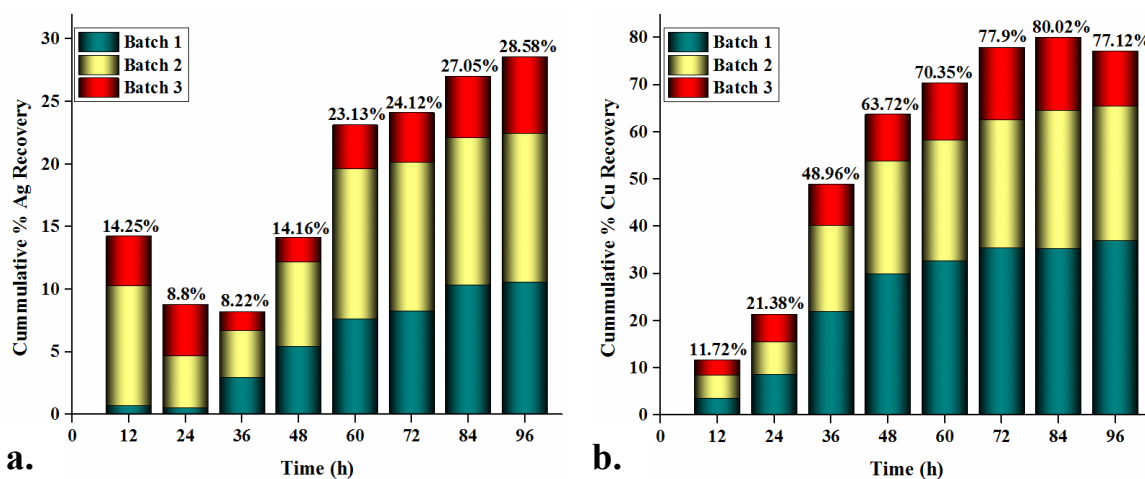 Cummulative % Ag Recovery
30
25
20
15
10
5
0
Batch 1
Batch 2
Batch 3
14.25%
8.8%
8.22%
14.16%
23.13%
24.12%
27.05%
28.58%
0 12 24 36 48 60 72 84 96
Time (h)
a.
Cummulative % Cu Recovery
80
70
60
50
40
30
20
10
0
Batch 1
Batch 2
Batch 3
11.72%
21.38%
48.96%
63.72%
70.35%
77.9%
80.02%
77.12%
0 12 24 36 48 60 72 84 96
Time (h)
b.